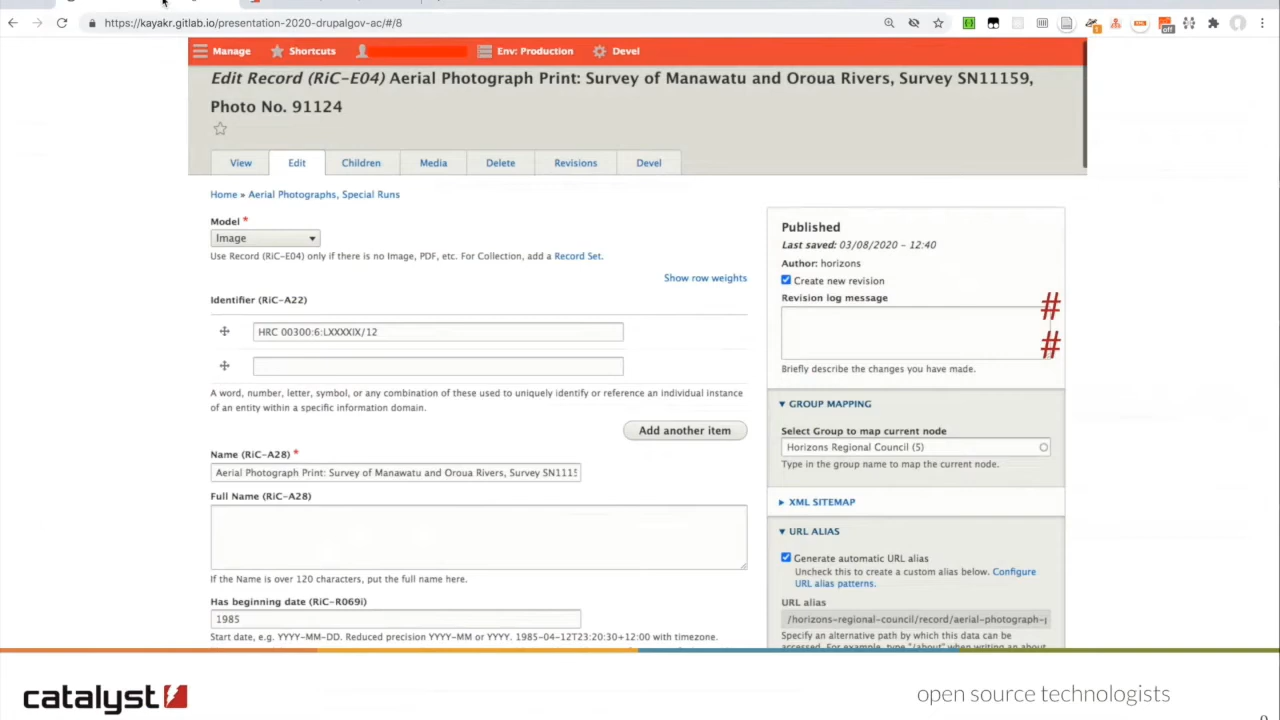 https://kayakr.gitlab.io/presentation-2020-drupalgov-ac/#/8
Manage Shortcuts Env: Production Devel
Edit Record (RiC-E04) Aerial Photograph Print: Survey of Manawatu and Oroua Rivers, Survey SN11159,
Photo No. 91124
View Edit Children Media Delete Revisions Devel
Home » Aerial Photographs, Special Runs
Model *
Image
Use Record (RiC-E04) only if there is no Image, PDF, etc. For Collection, add a Record Set.
Show row weights
Identifier (RiC-A22)
HRC 00300:6:LXXXXIX/12
A word, number, letter, symbol, or any combination of these used to uniquely identify or reference an individual instance
of an entity within a specific information domain.
Add another item
Name (RiC-A28) *
Aerial Photograph Print: Survey of Manawatu and Oroua Rivers, Survey SN1115
Full Name (RiC-A28)
If the Name is over 120 characters, put the full name here.
Has beginning date (RiC-R069i)
1985
Start date, e.g. YYYY-MM-DD. Reduced precision YYYY-MM or YYYY. 1985-04-12T23:20:30+12:00 with timezone.
Published
Last saved: 03/08/2020 - 12:40
Author: horizons
Create new revision
Revision log message
#
#
Briefly describe the changes you have made.
GROUP MAPPING
Select Group to map current node
Horizons Regional Council (5)
Type in the group name to map the current node.
XML SITEMAP
URL ALIAS
Generate automatic URL alias
Uncheck this to create a custom alias below. Configure
URL alias patterns.
URL alias
/horizons-regional-council/record/aerial-photograph-p
Specify an alternative path by which this data can be
accessed. For example, type "/about" when writing an about
catalyst
open source technologists